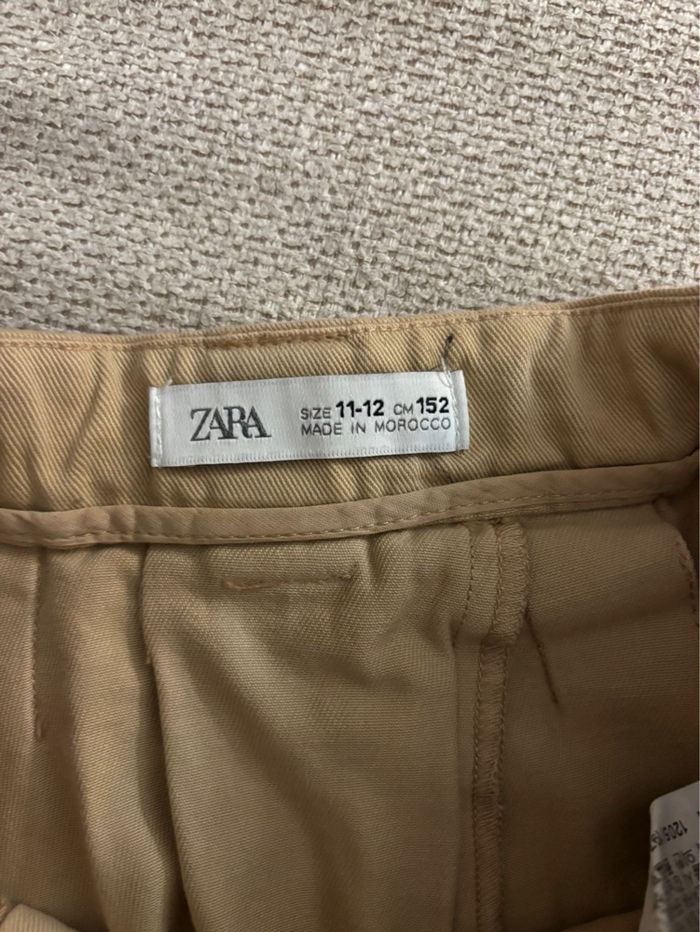 ZARA
SIZE 11-12 CM 152
MADE IN MOROCCO